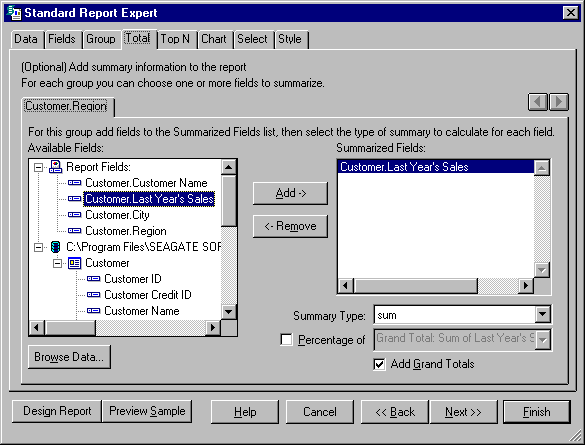 Standard Report Expert
Data Fields Group Total Top N Chart Select Style
(Optional) Add summary information to the report
For each group you can choose one or more fields to summarize.
Customer.Region
For this group add fields to the Summarized Fields list, then select the type of summary to calculate for each field.
Available Fields: Summarized Fields:
Report Fields: Customer.Last Year's Sales
Customer.Customer Name
Customer.Last Year's Sales Add ->
Customer.City
Customer.Region <- Remove
C:\Program Files\SEAGATE SOF
Customer
Customer ID
Customer Credit ID
Customer Name
Summary Type: sum
Percentage of Grand Total: Sum of Last Year's S
Browse Data...
Add Grand Totals
Design Report Preview Sample Help Cancel << Back Next >> Finish